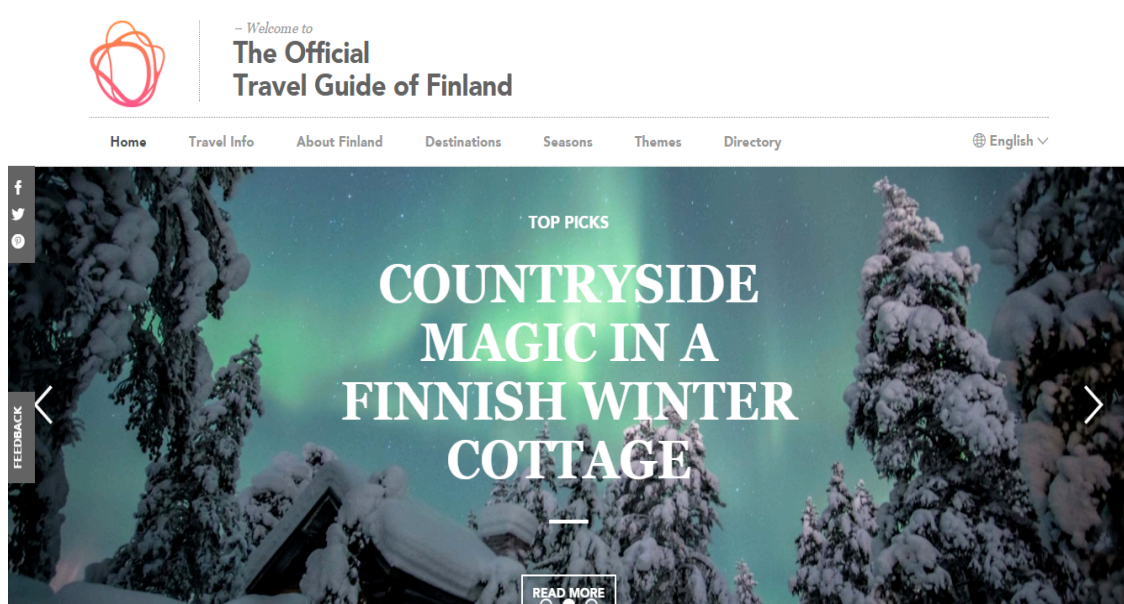 – Welcome to
The Official
Travel Guide of Finland
Home Travel Info About Finland Destinations Seasons Themes Directory English
TOP PICKS
COUNTRYSIDE
MAGIC IN A
FINNISH WINTER
COTTAGE
FEEDBACK
READ MORE